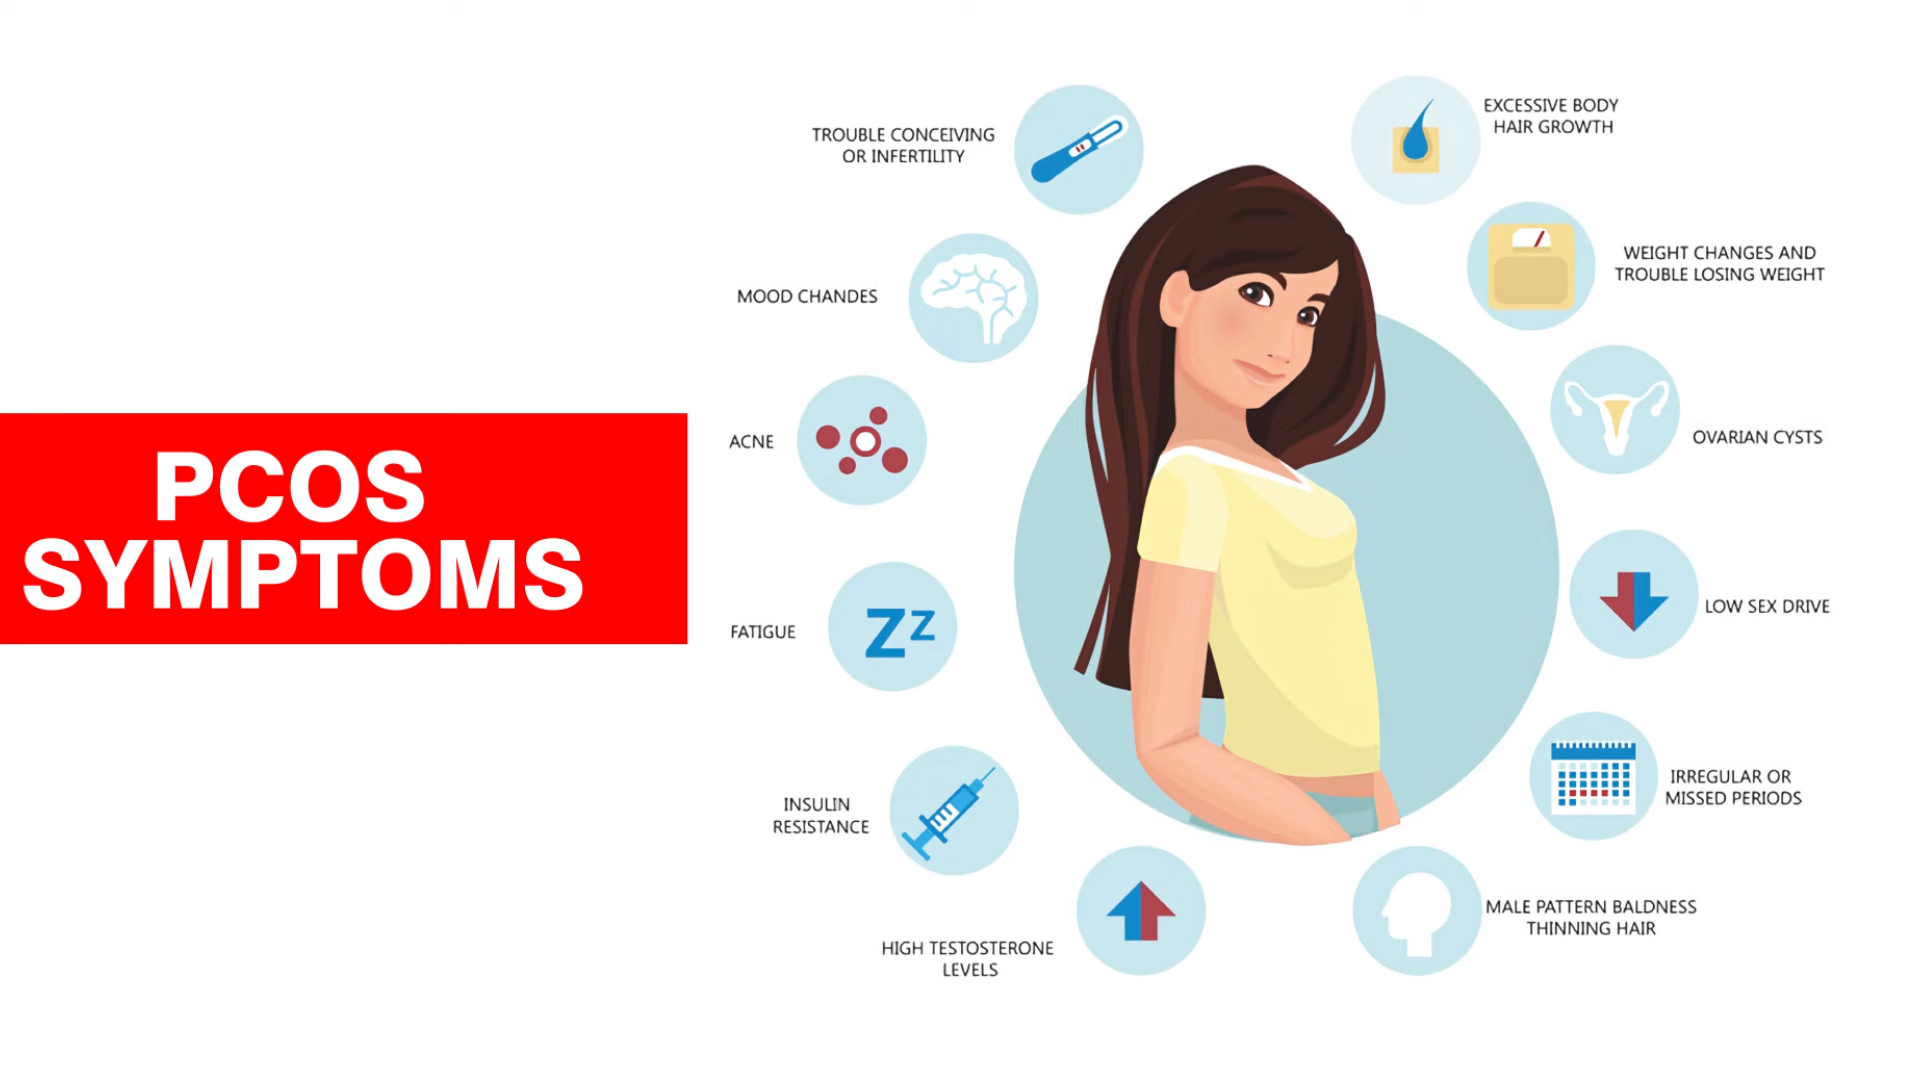 PCOS
SYMPTOMS
TROUBLE CONCEIVING
OR INFERTILITY
MOOD CHANDES
ACNE
FATIGUE
INSULIN
RESISTANCE
HIGH TESTOSTERONE
LEVELS
EXCESSIVE BODY
HAIR GROWTH
WEIGHT CHANGES AND
TROUBLE LOSING WEIGHT
OVARIAN CYSTS
LOW SEX DRIVE
IRREGULAR OR
MISSED PERIODS
MALE PATTERN BALDNESS
THINNING HAIR
Zz